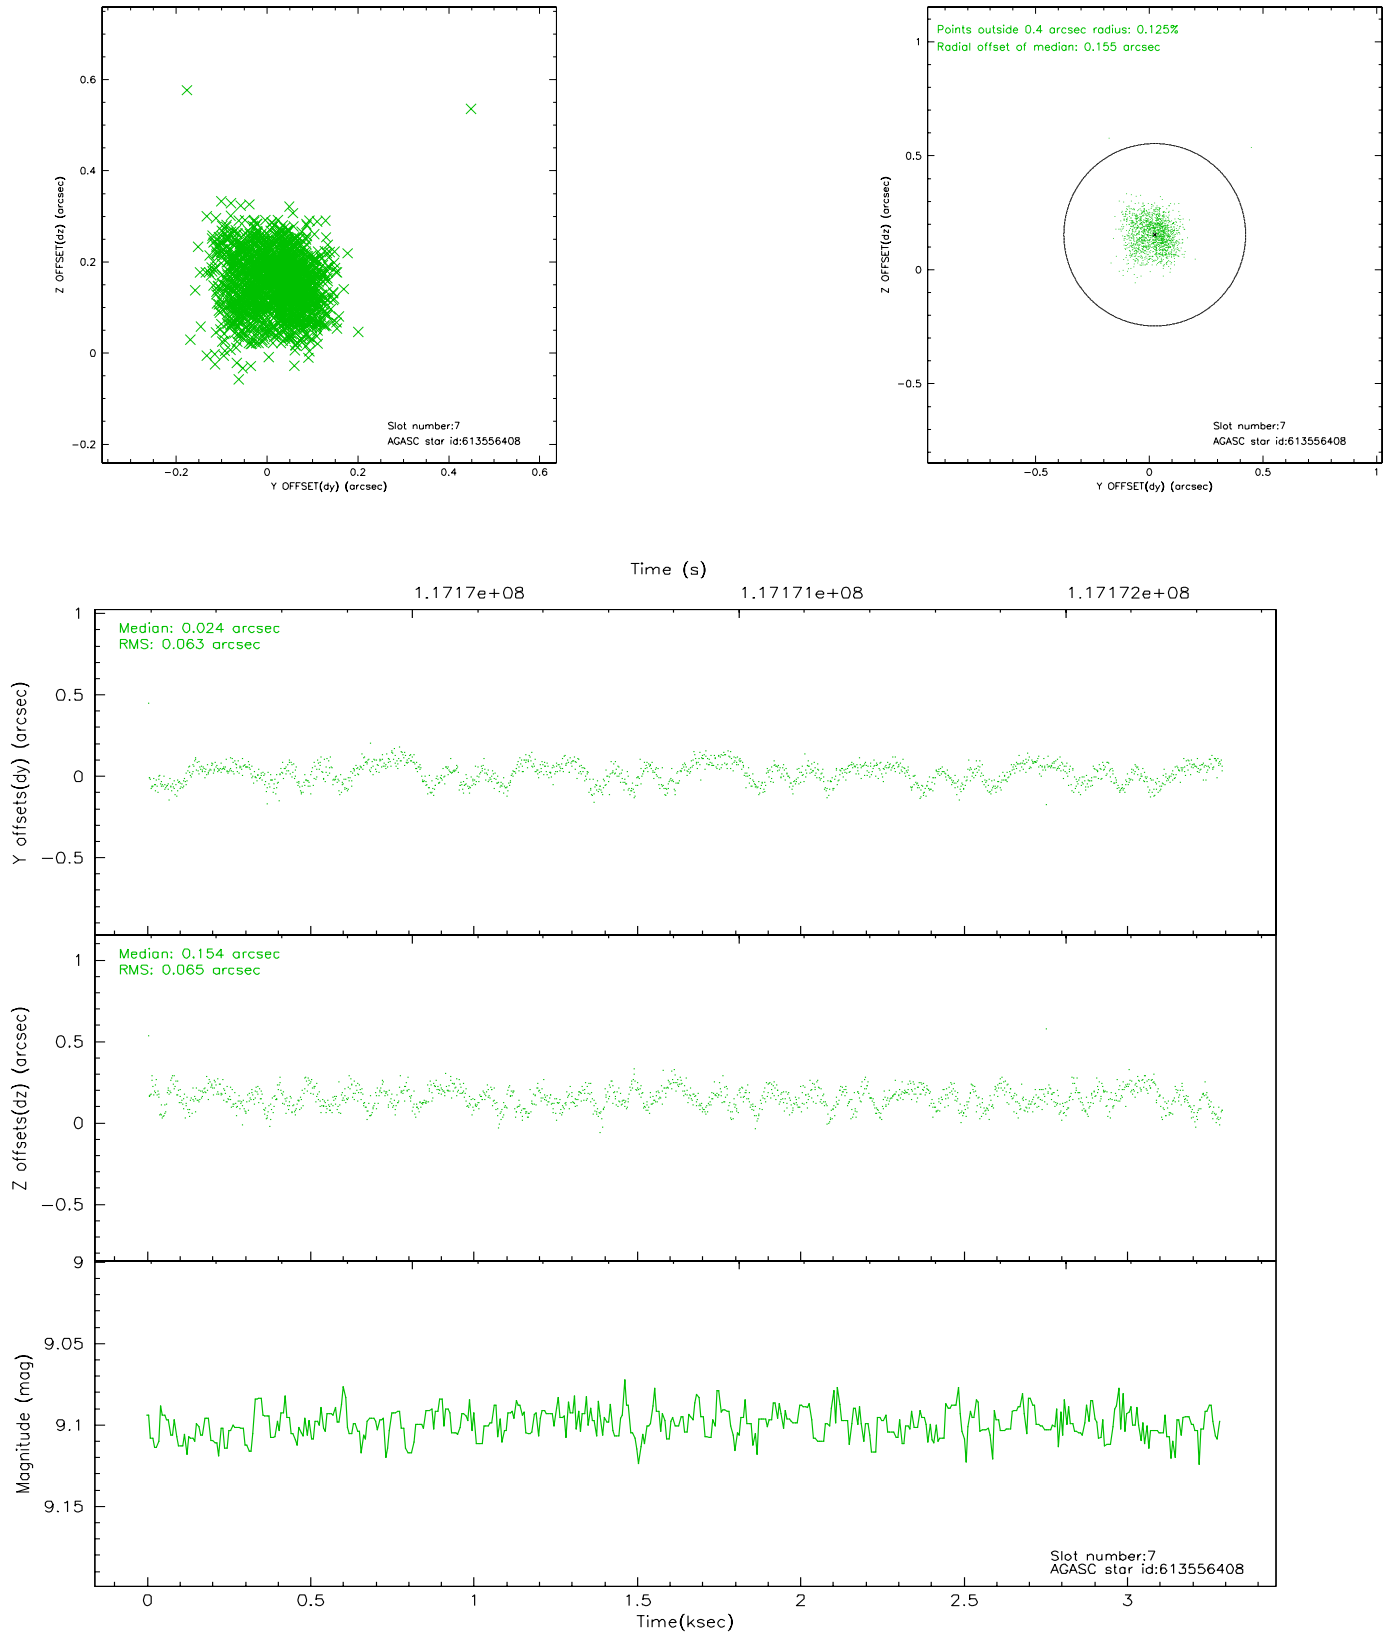 0.6
0.4
0.2
0
−0.2
−0.2
0
0.2
0.4
0.6
Z OFFSET(dz) (arcsec)
Y OFFSET(dy) (arcsec)
Slot number:7
AGASC star id:613556408
Points outside 0.4 arcsec radius: 0.125%
Radial offset of median: 0.155 arcsec
1
0.5
0
−0.5
−0.5
0
0.5
1
Z OFFSET(dz) (arcsec)
Y OFFSET(dy) (arcsec)
Slot number:7
AGASC star id:613556408
Time (s)
1.1717e+08
1.17171e+08
1.17172e+08
Median: 0.024 arcsec
RMS: 0.063 arcsec
1
0.5
0
−0.5
Y offsets(dy) (arcsec)
Median: 0.154 arcsec
RMS: 0.065 arcsec
1
0.5
0
−0.5
Z offsets(dz) (arcsec)
9
9.05
9.1
9.15
Magnitude (mag)
Slot number:7
AGASC star id:613556408
0
0.5
1
1.5
2
2.5
3
Time(ksec)